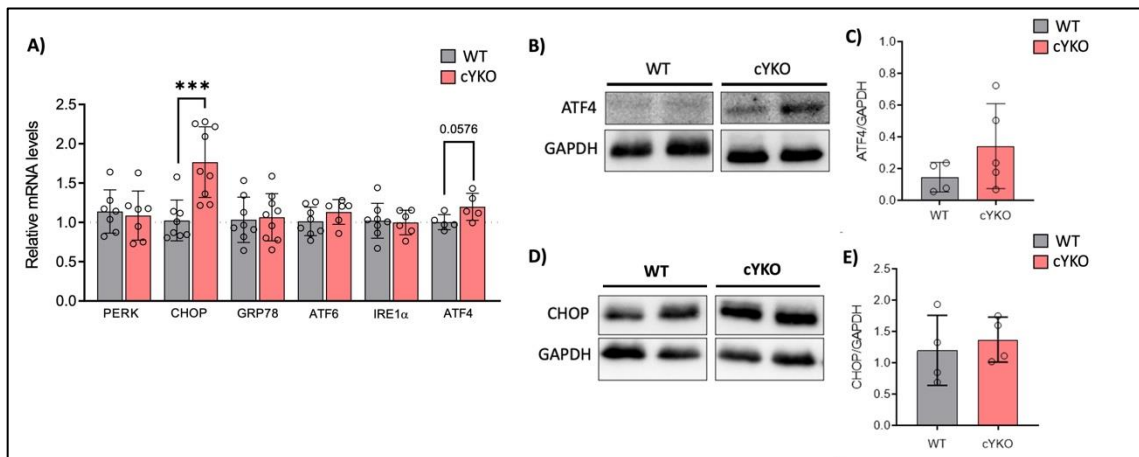 A)
WT
cYKO
Relative mRNA levels
2.5
2.0
1.5
1.0
0.5
0.0
***
0.0576
PERK CHOP GRP78 ATF6 IRE1α ATF4
B)
WT cYKO
ATF4
GAPDH
C)
WT
cYKO
ATF4/GAPDH
1.0
0.8
0.6
0.4
0.2
0.0
WT cYKO
D)
WT cYKO
CHOP
GAPDH
E)
WT
cYKO
CHOP/GAPDH
2.5
2.0
1.5
1.0
0.5
0.0
WT cYKO